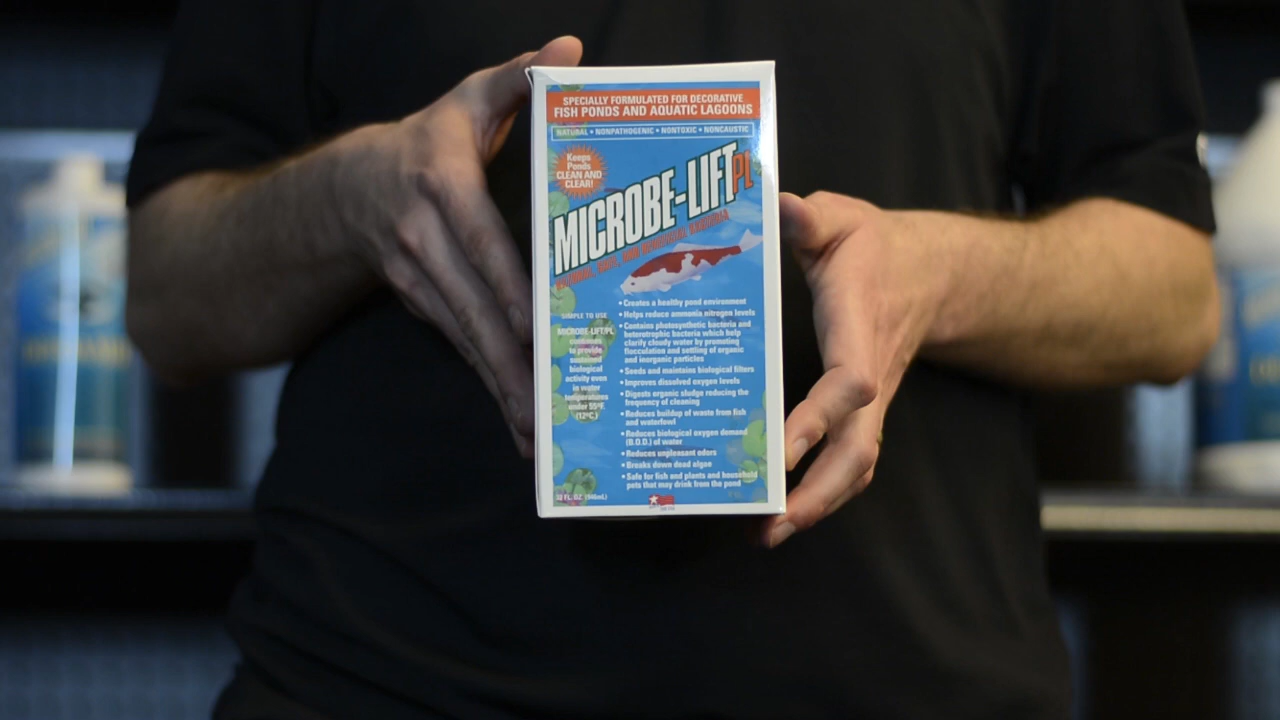 SPECIALLY FORMULATED FOR DECORATIVE
FISH PONDS AND AQUATIC LAGOONS
NATURAL • NONPATHOGENIC • NONTOXIC • NONCAUSTIC
Keeps
Ponds
CLEAN AND
CLEAR!
MICROBE-LIFT PL
SIMPLE TO USE
MICROBE-LIFT/PL
continues
to provide
sustained
biological
activity even
in water
temperatures
under 55ºF.
(12ºC.)
• Creates a healthy pond environment
• Helps reduce ammonia nitrogen levels
• Contains photosynthetic bacteria and
heterotrophic bacteria which help
clarify cloudy water by promoting
flocculation and settling of organic
and inorganic particles
• Seeds and maintains biological filters
• Improves dissolved oxygen levels
• Digests organic sludge reducing the
frequency of cleaning
• Reduces buildup of waste from fish
and waterfowl
• Reduces biological oxygen demand
(B.O.D.) of water
• Reduces unpleasant odors
• Breaks down dead algae
• Safe for fish and plants and household
pets that may drink from the pond
32 FL. OZ. (946mL)